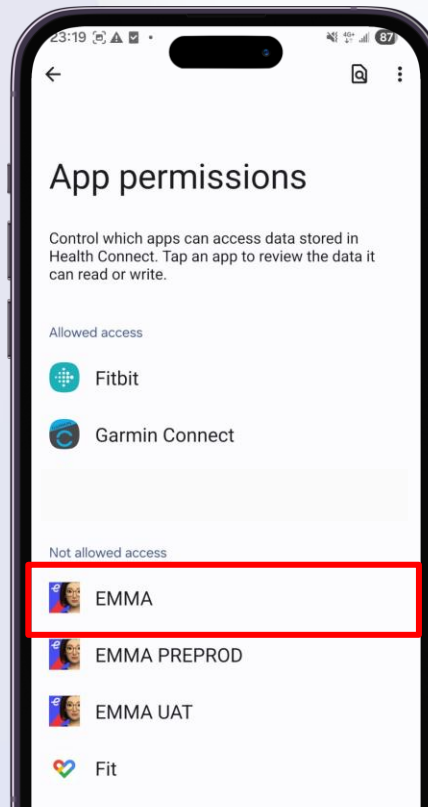 23:19
4G+
87
App permissions
Control which apps can access data stored in
Health Connect. Tap an app to review the data it
can read or write.
Allowed access
Fitbit
Garmin Connect
Not allowed access
EMMA
EMMA PREPROD
EMMA UAT
Fit